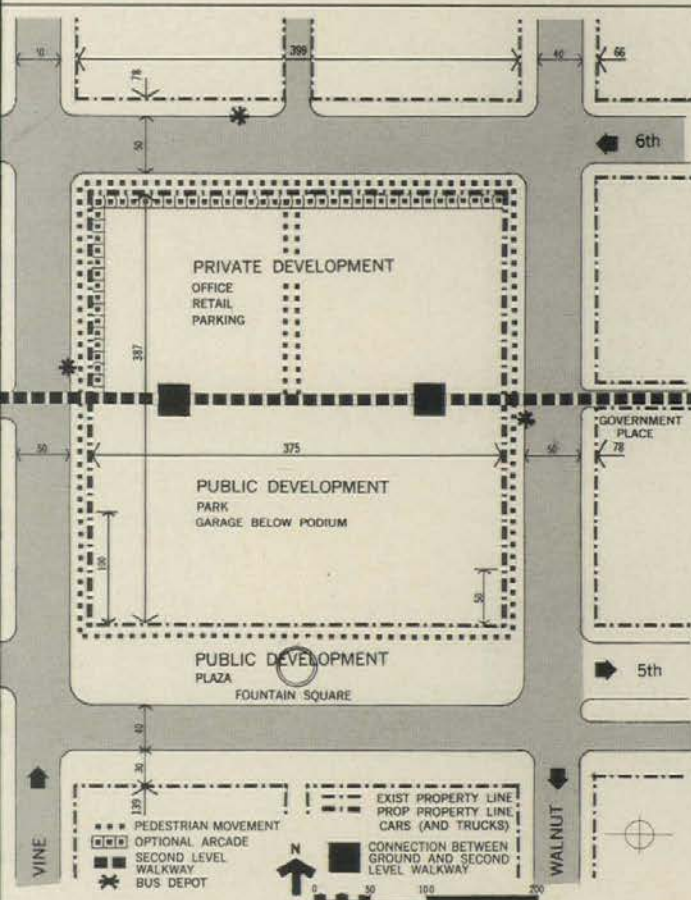 40
399
40
66
78
50
6th
PRIVATE DEVELOPMENT
OFFICE
RETAIL
PARKING
387
GOVERNMENT
PLACE
50
375
50
78
PUBLIC DEVELOPMENT
PARK
GARAGE BELOW PODIUM
100
50
PUBLIC DEVELOPMENT
PLAZA
5th
FOUNTAIN SQUARE
40
30
139
EXIST PROPERTY LINE
PROP PROPERTY LINE
CARS (AND TRUCKS)
PEDESTRIAN MOVEMENT
OPTIONAL ARCADE
SECOND LEVEL
WALKWAY
BUS DEPOT
N
CONNECTION BETWEEN
GROUND AND SECOND
LEVEL WALKWAY
VINE
WALNUT
0 50 100 200